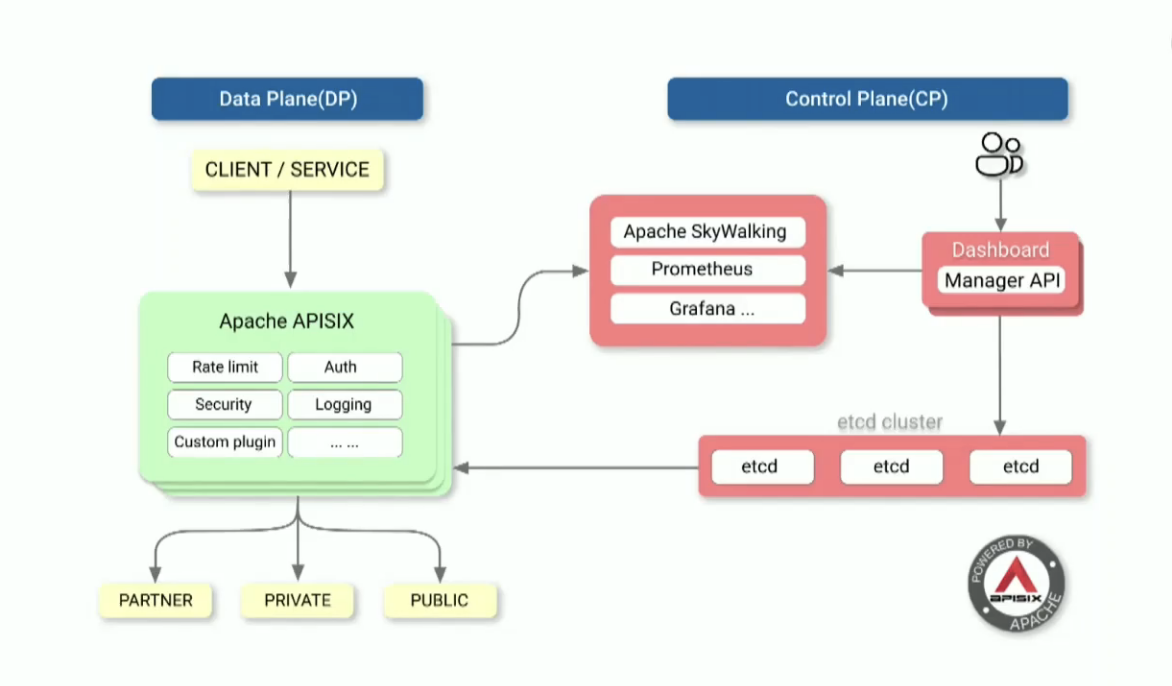 Data Plane(DP)
Control Plane(CP)
CLIENT / SERVICE
Apache SkyWalking
Prometheus
Grafana ...
Dashboard
Manager API
Apache APISIX
Rate limit
Auth
Security
Logging
Custom plugin
... ...
etcd cluster
etcd
etcd
etcd
PARTNER
PRIVATE
PUBLIC
POWERED BY
APISIX
APACHE